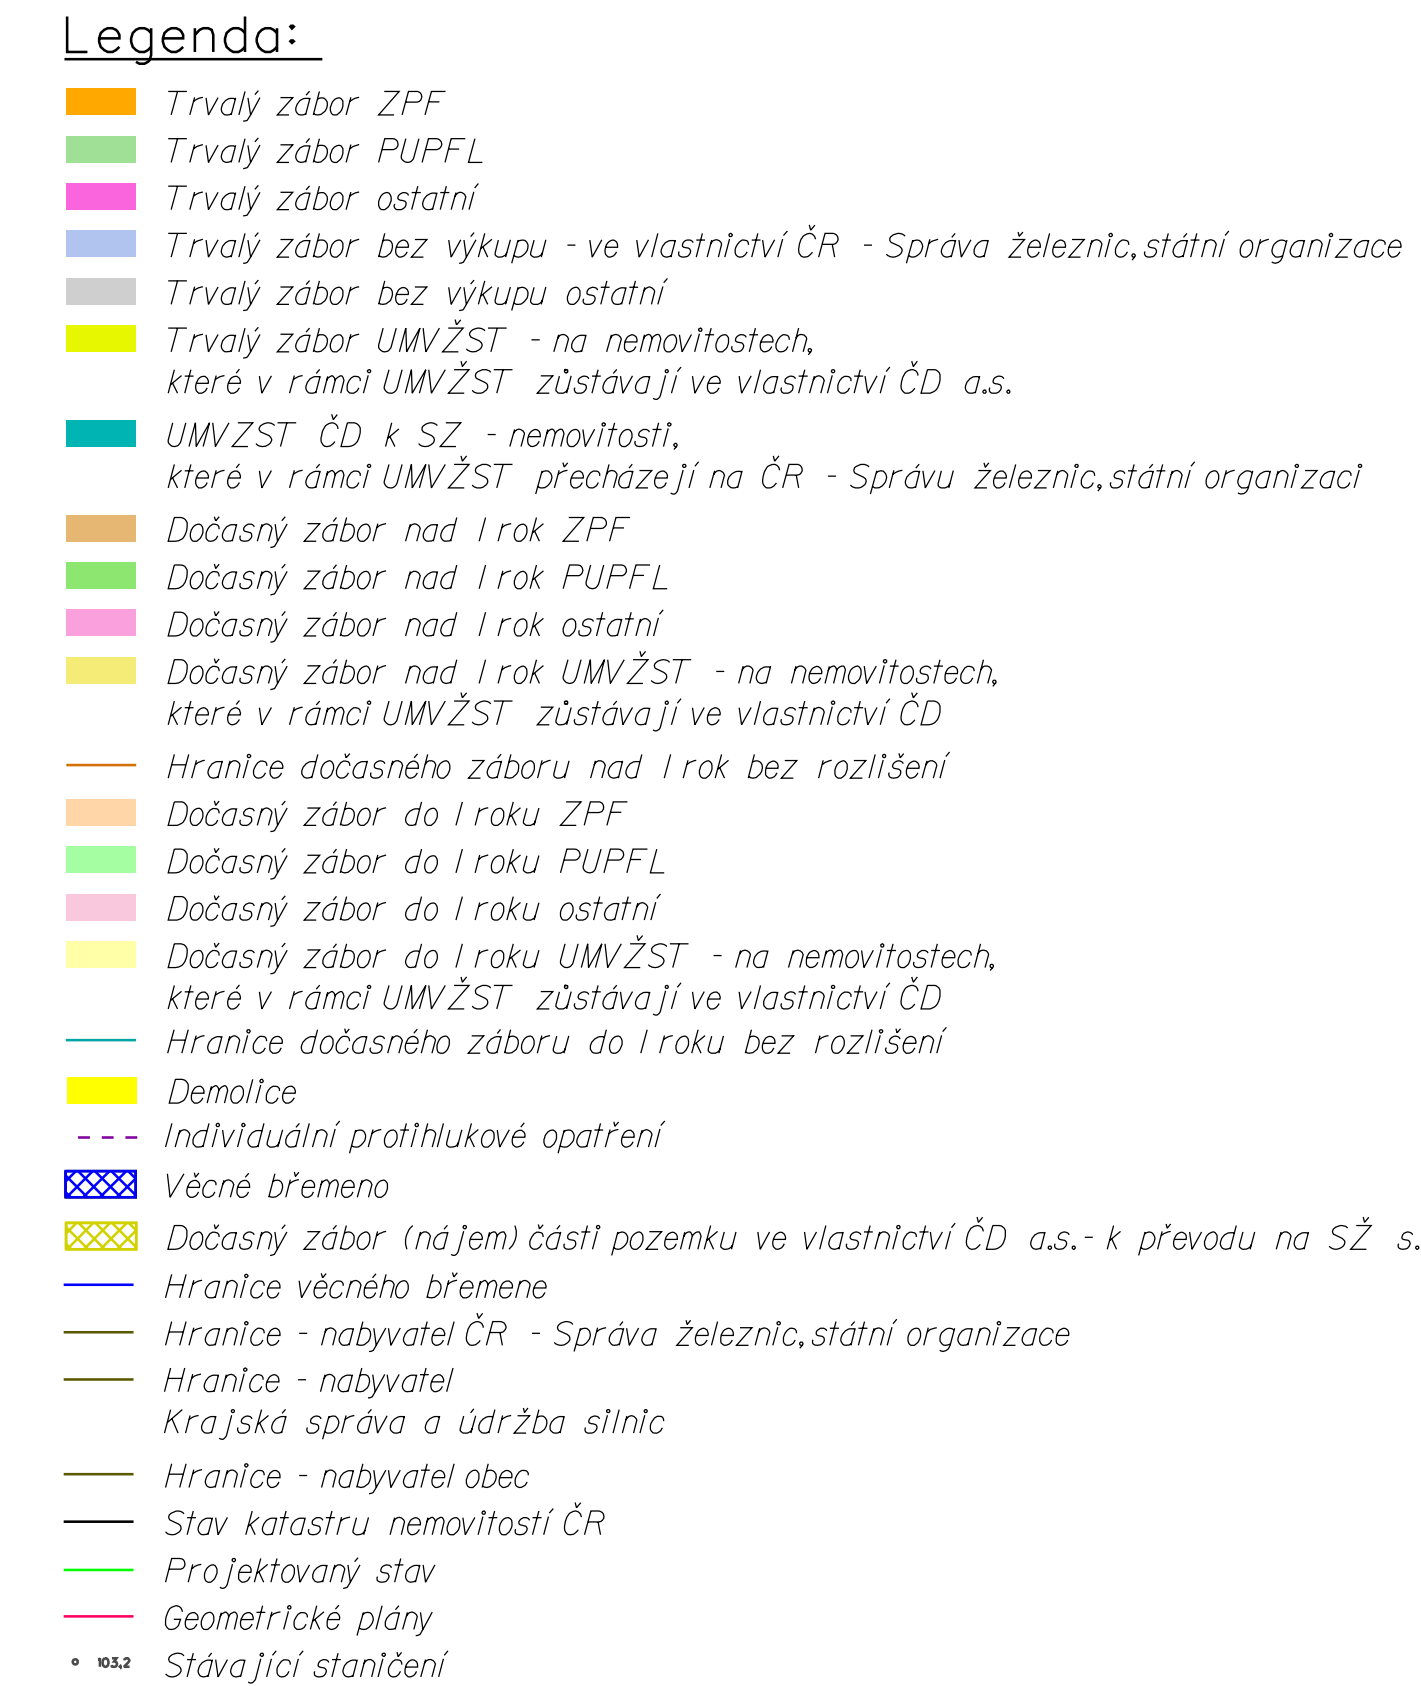 Legenda:
Trvalý zábor ZPF
Trvalý zábor PUPFL
Trvalý zábor ostatní
Trvalý zábor bez výkupu - ve vlastnictví ČR - Správa železnic, státní organizace
Trvalý zábor bez výkupu ostatní
Trvalý zábor UMVŽST - na nemovitostech,
které v rámci UMVŽST zůstávají ve vlastnictví ČD a.s.
UMVZST ČD k SZ - nemovitosti,
které v rámci UMVŽST přecházejí na ČR - Správu železnic, státní organizaci
Dočasný zábor nad 1 rok ZPF
Dočasný zábor nad 1 rok PUPFL
Dočasný zábor nad 1 rok ostatní
Dočasný zábor nad 1 rok UMVŽST - na nemovitostech,
které v rámci UMVŽST zůstávají ve vlastnictví ČD
Hranice dočasného záboru nad 1 rok bez rozlišení
Dočasný zábor do 1 roku ZPF
Dočasný zábor do 1 roku PUPFL
Dočasný zábor do 1 roku ostatní
Dočasný zábor do 1 roku UMVŽST - na nemovitostech,
které v rámci UMVŽST zůstávají ve vlastnictví ČD
Hranice dočasného záboru do 1 roku bez rozlišení
Demolice
Individuální protihlukové opatření
Věcné břemeno
Dočasný zábor (nájem) části pozemku ve vlastnictví ČD a.s.- k převodu na SŽ s.
Hranice věcného břemene
Hranice - nabyvatel ČR - Správa železnic, státní organizace
Hranice - nabyvatel
Krajská správa a údržba silnic
Hranice - nabyvatel obec
Stav katastru nemovitostí ČR
Projektovaný stav
Geometrické plány
103,2 Stávající staničení